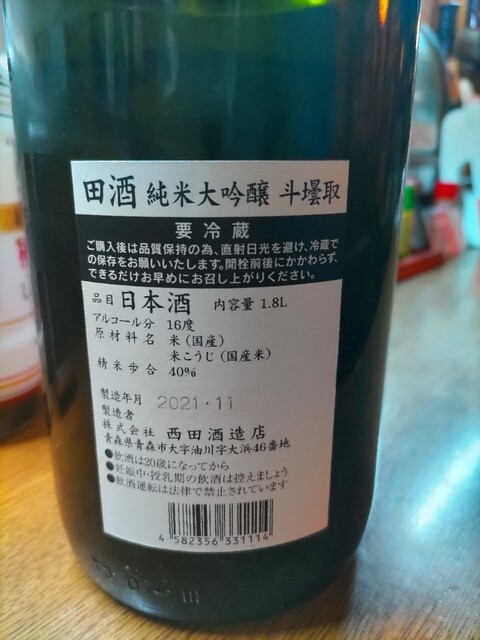 田酒 純米大吟醸 斗壜取
要冷蔵
ご購入後は品質保持の為、直射日光を避け、冷蔵で
の保存をお願いいたします。開栓前後にかかわらず、
できるだけお早めにお召し上がりください。
品目 日本酒 内容量 1.8L
アルコール分 16度
原材料名 米(国産)
米こうじ(国産米)
精米歩合 40%
製造年月 2021・11
製造者
株式会社 西田酒造店
青森県青森市大字油川字大浜46番地
●飲酒は20歳になってから
●妊娠中・授乳期の飲酒は控えましょう
●飲酒運転は法律で禁止されています
4 582356 331114